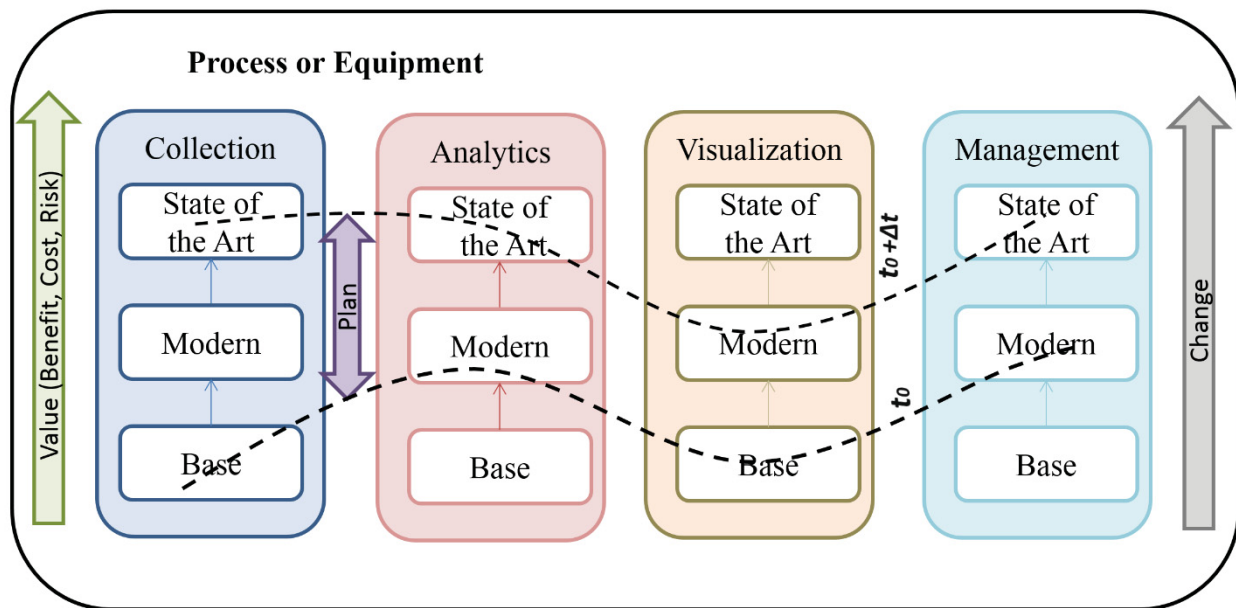 Process or Equipment
Value (Benefit, Cost, Risk)
Collection
State of
the Art
Modern
Base
Plan
Analytics
State of
the Art
Modern
Base
Visualization
State of
the Art
Modern
Base
t₀+Δt
t₀
Management
State of
the Art
Modern
Base
Change